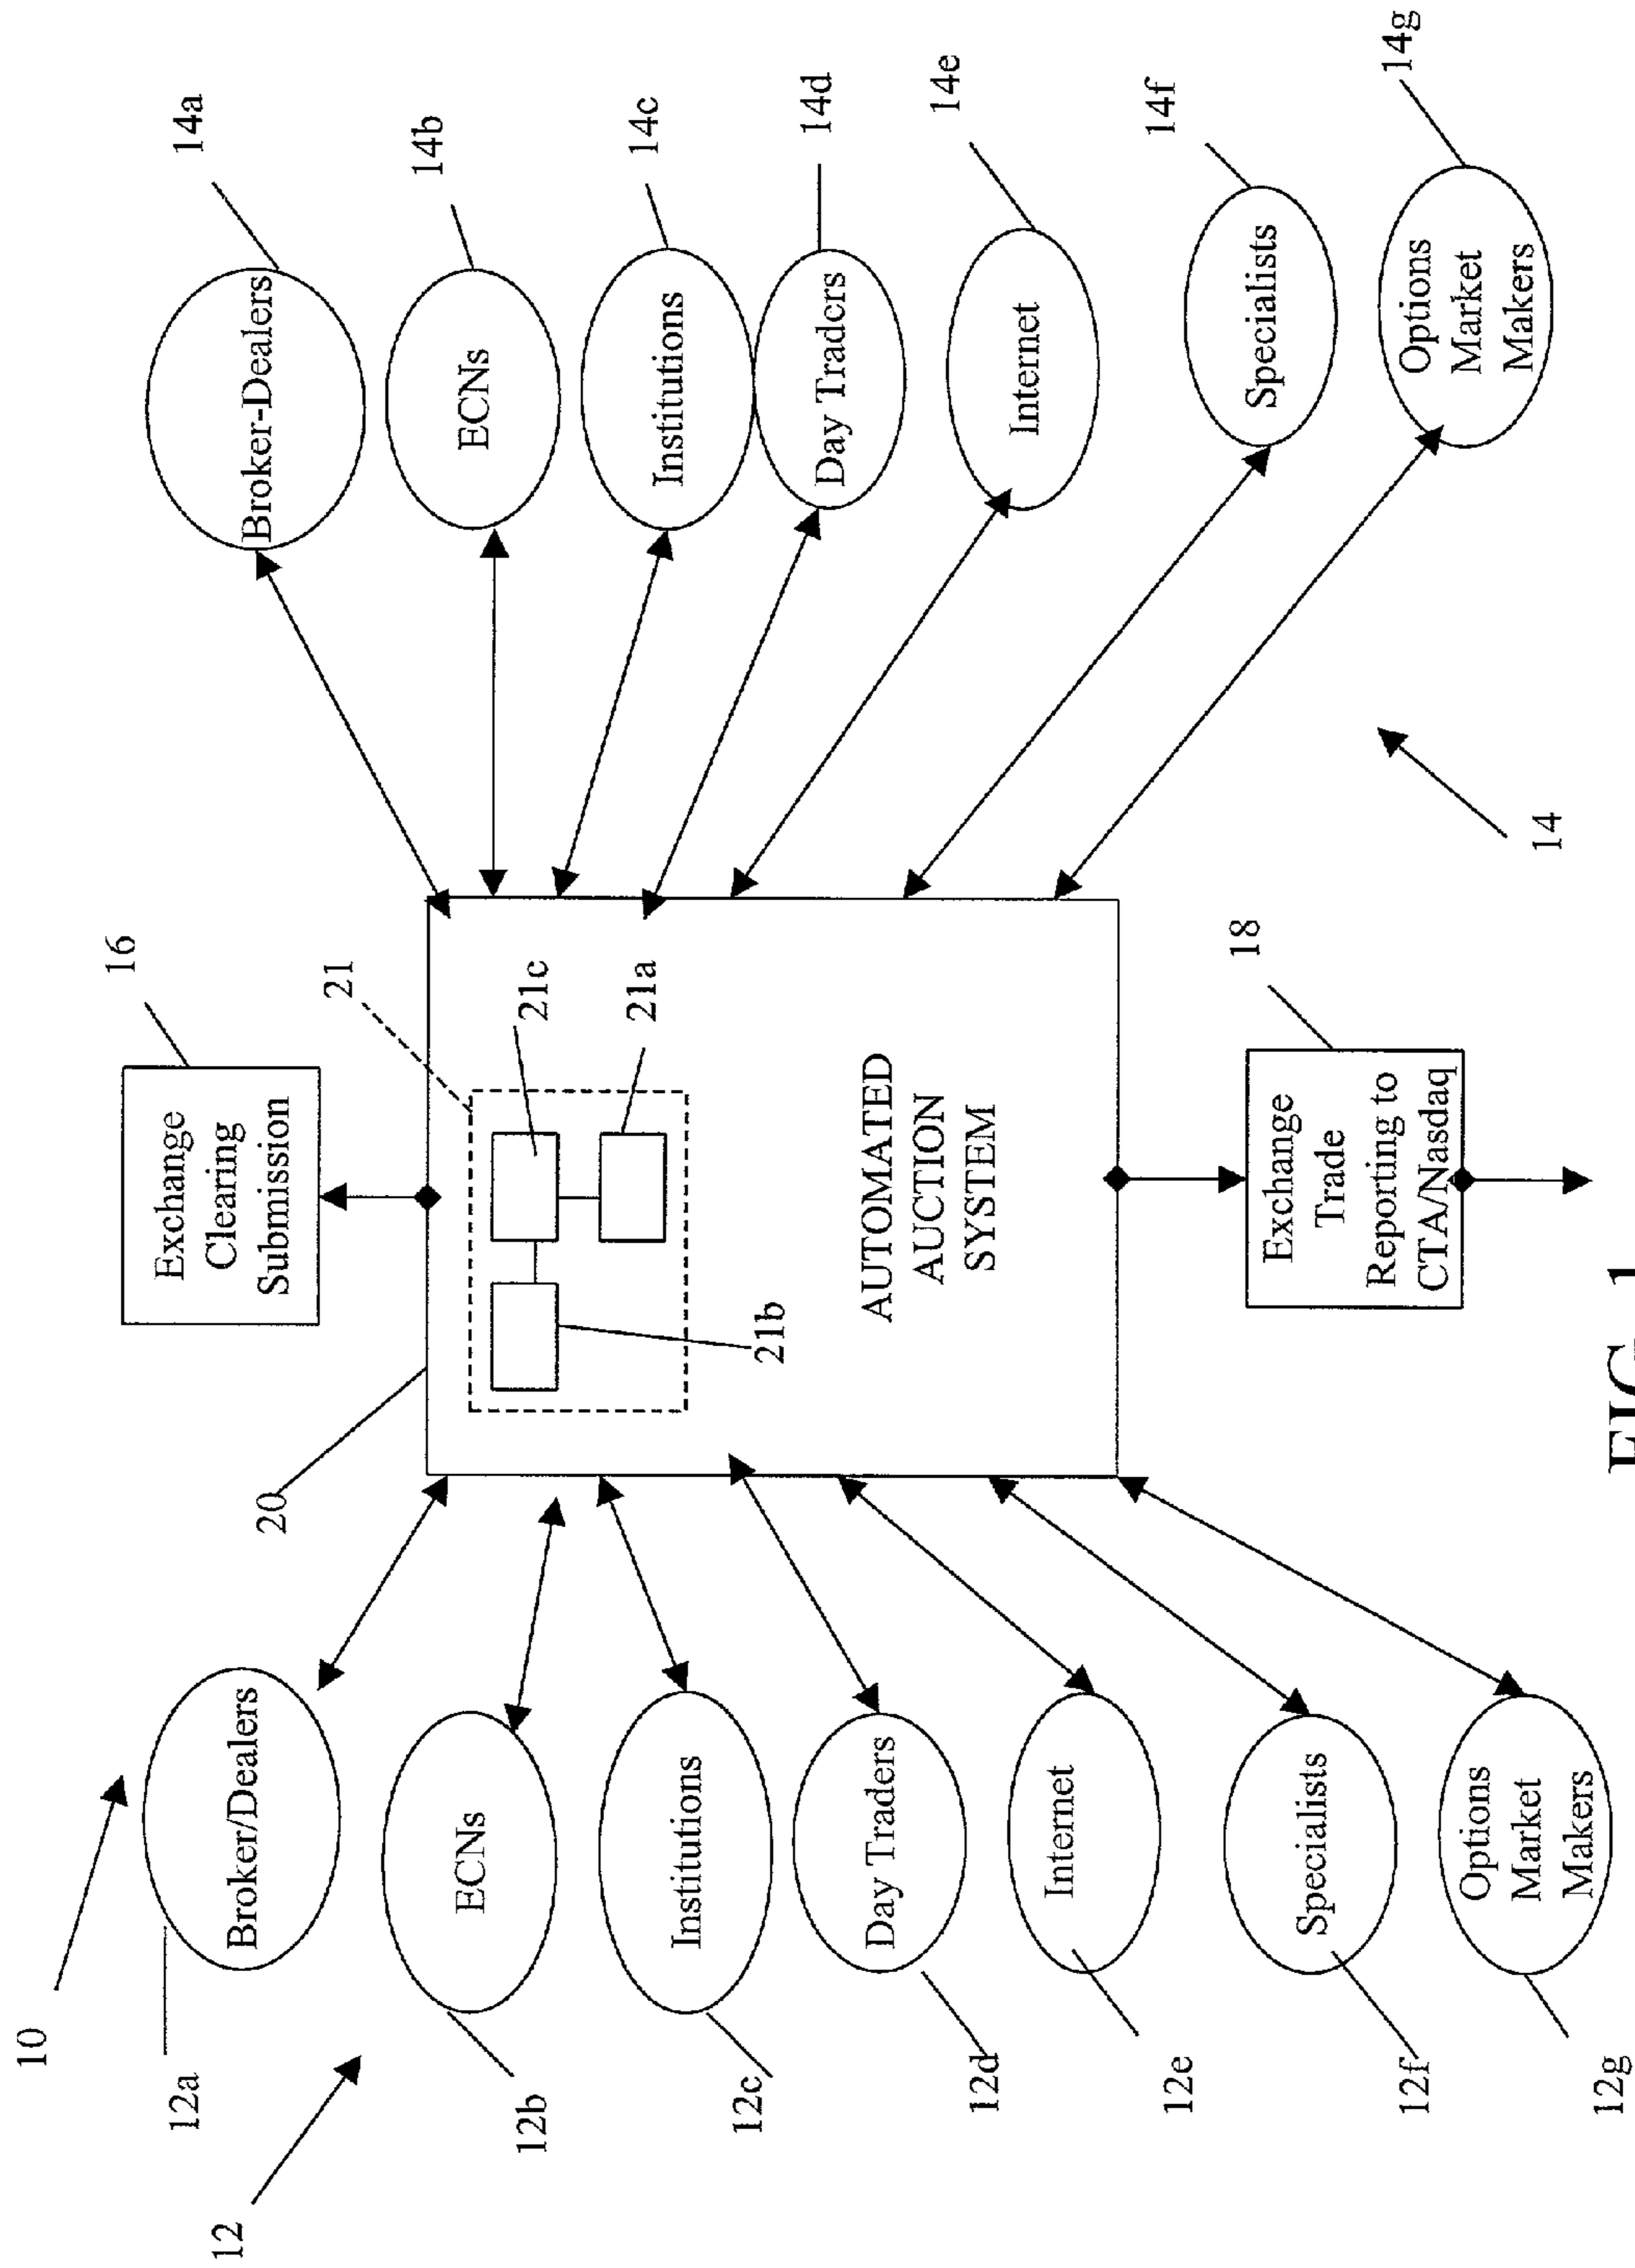 10
12
12a
Broker/Dealers
12b
ECNs
12c
Institutions
12d
Day Traders
12e
Internet
12f
Specialists
12g
Options
Market
Makers
16
Exchange
Clearing
Submission
20
21
21c
21a
21b
AUTOMATED
AUCTION
SYSTEM
18
Exchange
Trade
Reporting to
CTA/Nasdaq
14a
Broker-Dealers
14b
ECNs
14c
Institutions
14d
Day Traders
14e
Internet
14f
Specialists
14g
Options
Market
Makers
14
FIG. 1